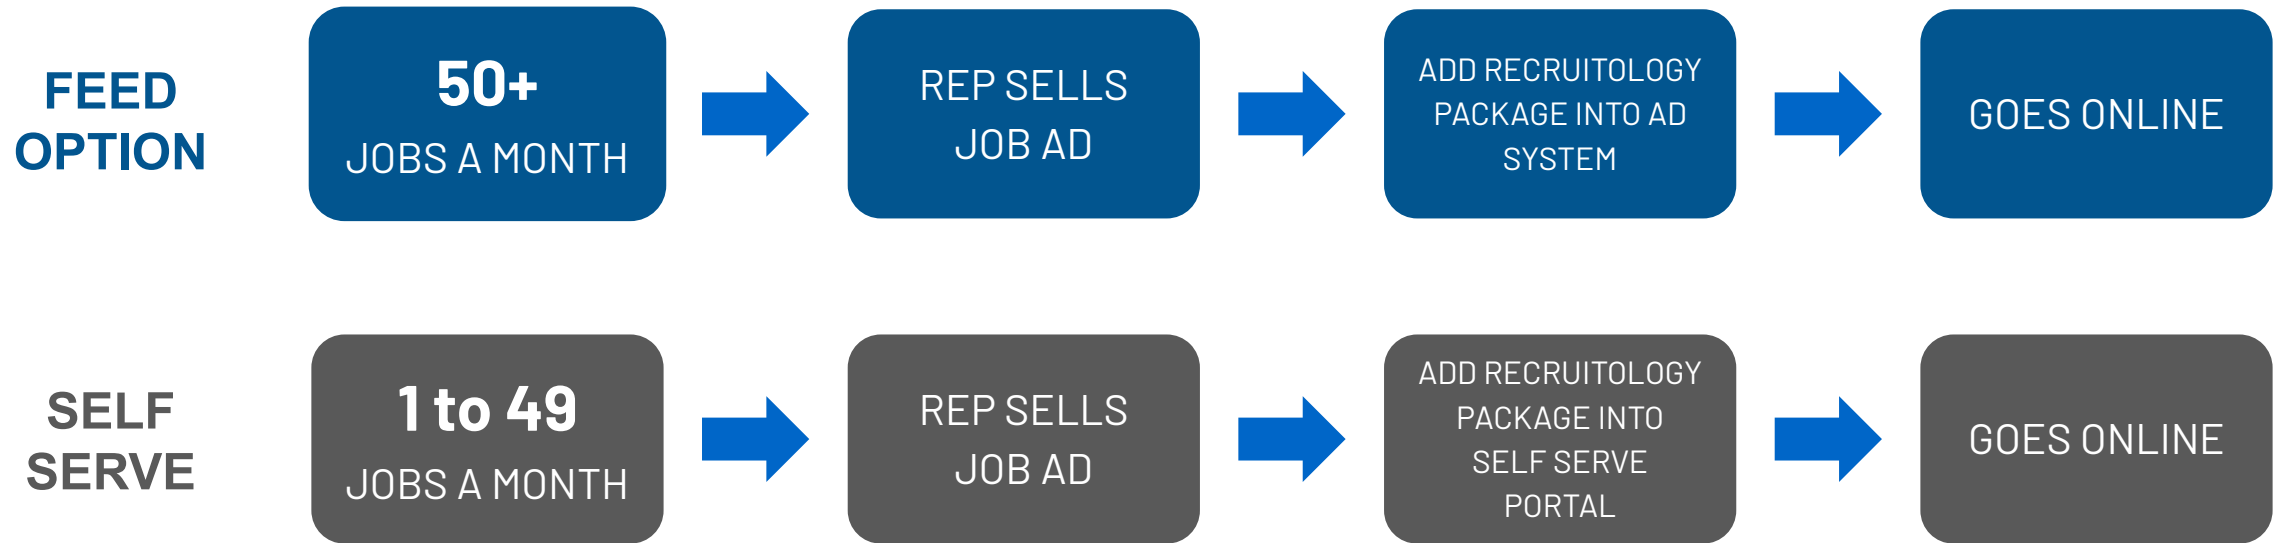 FEED
OPTION
50+
JOBS A MONTH
REP SELLS
JOB AD
ADD RECRUITOLOGY
PACKAGE INTO AD
SYSTEM
GOES ONLINE
SELF
SERVE
1 to 49
JOBS A MONTH
REP SELLS
JOB AD
ADD RECRUITOLOGY
PACKAGE INTO
SELF SERVE
PORTAL
GOES ONLINE